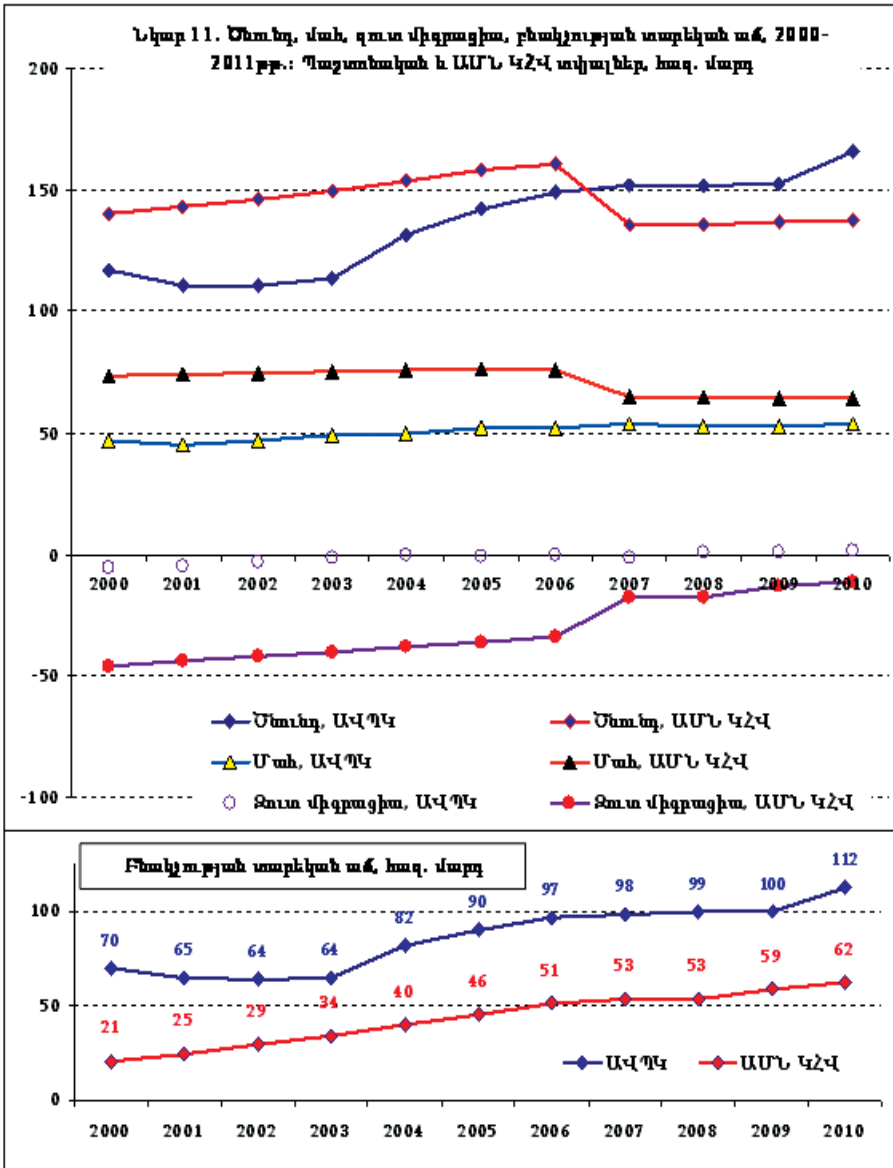 Նկար 11. Ծնունդ, մահ, զուտ միգրացիա, բնակչության տարեկան աճ, 2000-
2011թթ.: Պաշտոնական և ԱՄՆ ԿՀՎ տվյալներ, հազ. մարդ
200
150
100
50
0
2000 2001 2002 2003 2004 2005 2006 2007 2008 2009 2010
-50
Ծնունդ, ԱՎՊԿ Ծնունդ, ԱՄՆ ԿՀՎ
Մահ, ԱՎՊԿ Մահ, ԱՄՆ ԿՀՎ
-100
Զուտ միգրացիա, ԱՎՊԿ Զուտ միգրացիա, ԱՄՆ ԿՀՎ
Բնակչության տարեկան աճ, հազ. մարդ
70 65 64 64 82 90 97 98 99 100 112
100
21 25 29 34 40 46 51 53 53 59 62
50
ԱՎՊԿ ԱՄՆ ԿՀՎ
0
2000 2001 2002 2003 2004 2005 2006 2007 2008 2009 2010